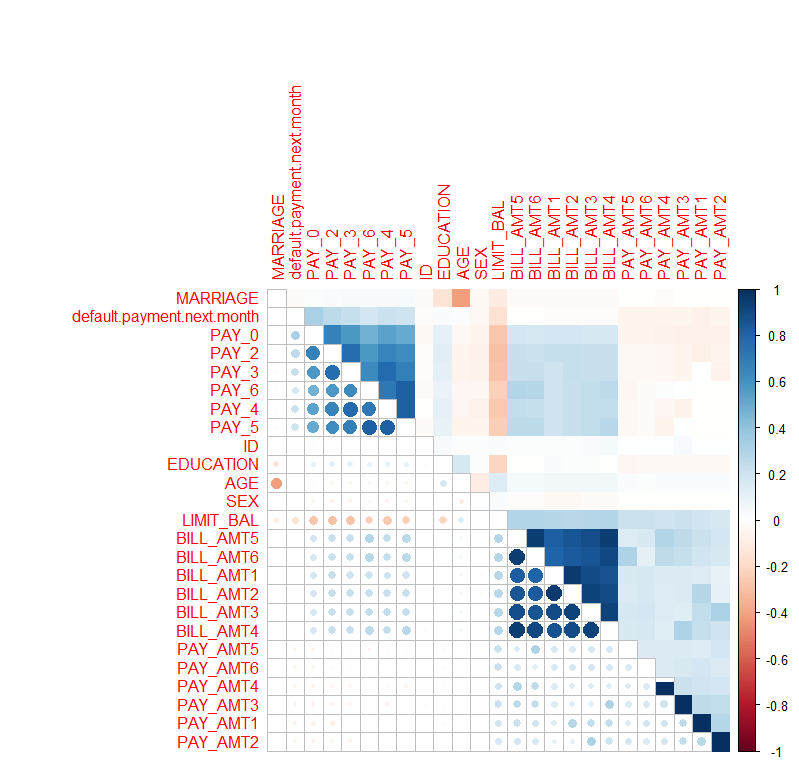 MARRIAGE
default.payment.next.month
PAY_0
PAY_2
PAY_3
PAY_6
PAY_4
PAY_5
ID
EDUCATION
AGE
SEX
LIMIT_BAL
BILL_AMT5
BILL_AMT6
BILL_AMT1
BILL_AMT2
BILL_AMT3
BILL_AMT4
PAY_AMT5
PAY_AMT6
PAY_AMT4
PAY_AMT3
PAY_AMT1
PAY_AMT2
MARRIAGE
default.payment.next.month
PAY_0
PAY_2
PAY_3
PAY_6
PAY_4
PAY_5
ID
EDUCATION
AGE
SEX
LIMIT_BAL
BILL_AMT5
BILL_AMT6
BILL_AMT1
BILL_AMT2
BILL_AMT3
BILL_AMT4
PAY_AMT5
PAY_AMT6
PAY_AMT4
PAY_AMT3
PAY_AMT1
PAY_AMT2
1
0.8
0.6
0.4
0.2
0
-0.2
-0.4
-0.6
-0.8
-1